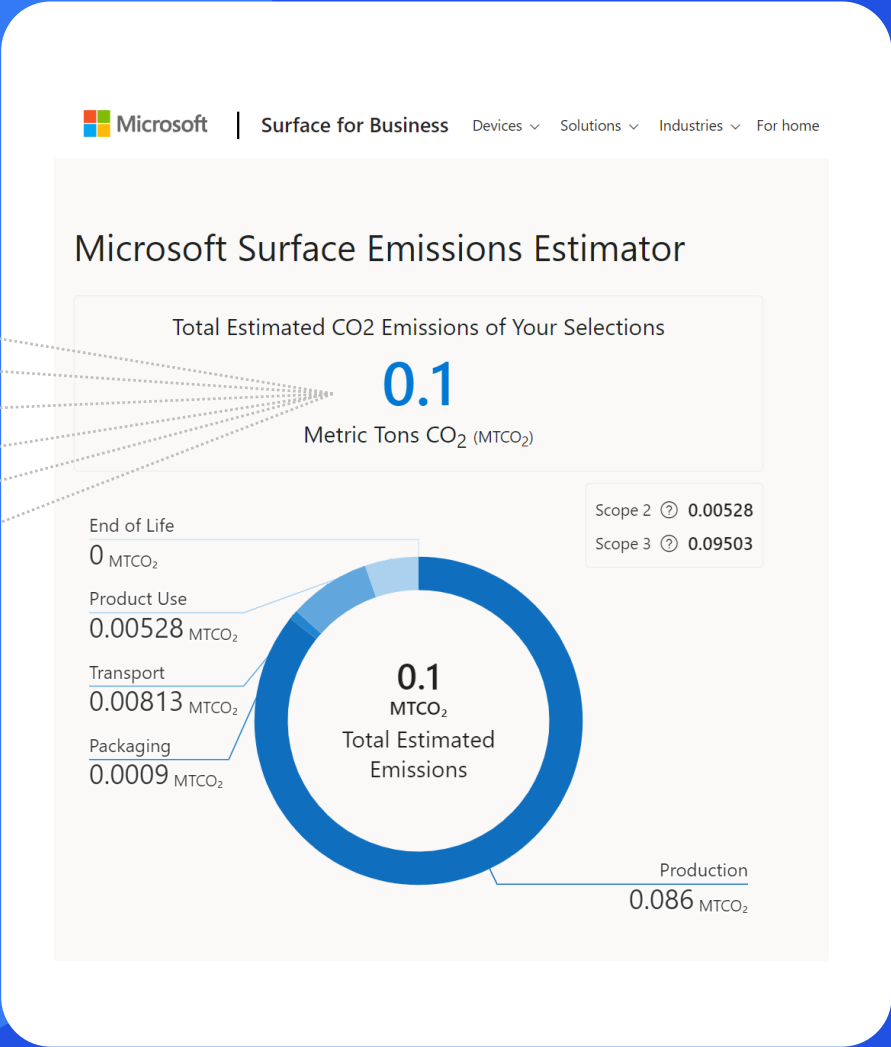 Microsoft | Surface for Business Devices Solutions Industries For home
Microsoft Surface Emissions Estimator
Total Estimated CO2 Emissions of Your Selections
0.1
Metric Tons CO₂ (MTCO₂)
Scope 2 ? 0.00528
Scope 3 ? 0.09503
End of Life
0 MTCO₂
Product Use
0.00528 MTCO₂
Transport
0.00813 MTCO₂
Packaging
0.0009 MTCO₂
0.1
MTCO₂
Total Estimated
Emissions
Production
0.086 MTCO₂